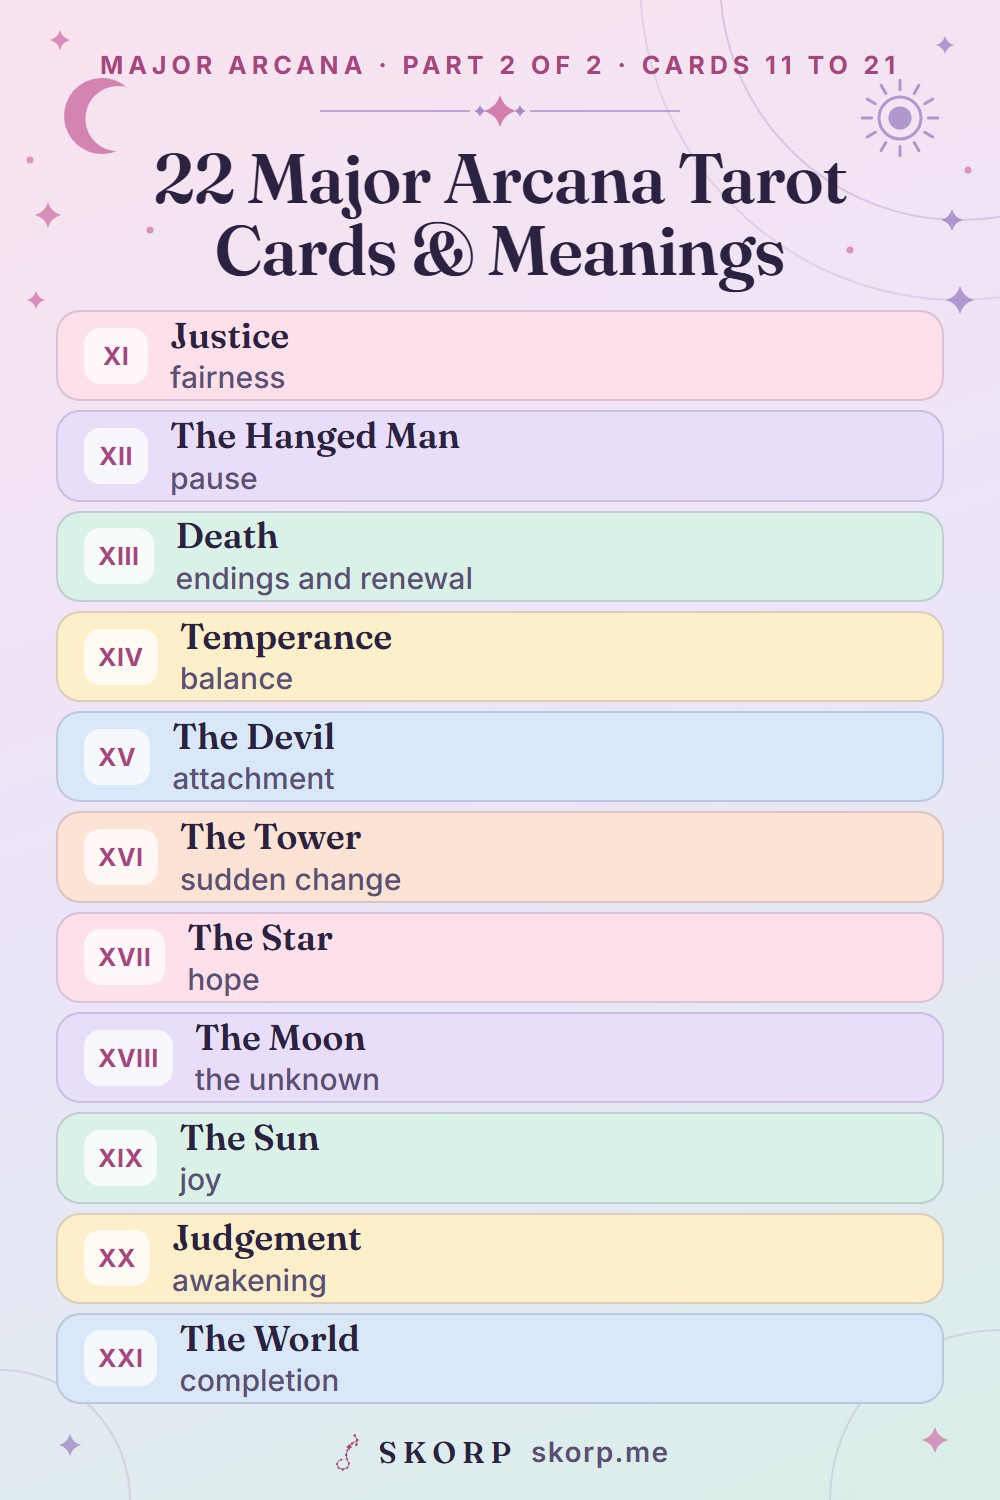 MAJOR ARCANA · PART 2 OF 2 · CARDS 11 TO 21
22 Major Arcana Tarot
Cards & Meanings
XI
Justice
fairness
XII
The Hanged Man
pause
XIII
Death
endings and renewal
XIV
Temperance
balance
XV
The Devil
attachment
XVI
The Tower
sudden change
XVII
The Star
hope
XVIII
The Moon
the unknown
XIX
The Sun
joy
XX
Judgement
awakening
XXI
The World
completion
SKORP skorp.me